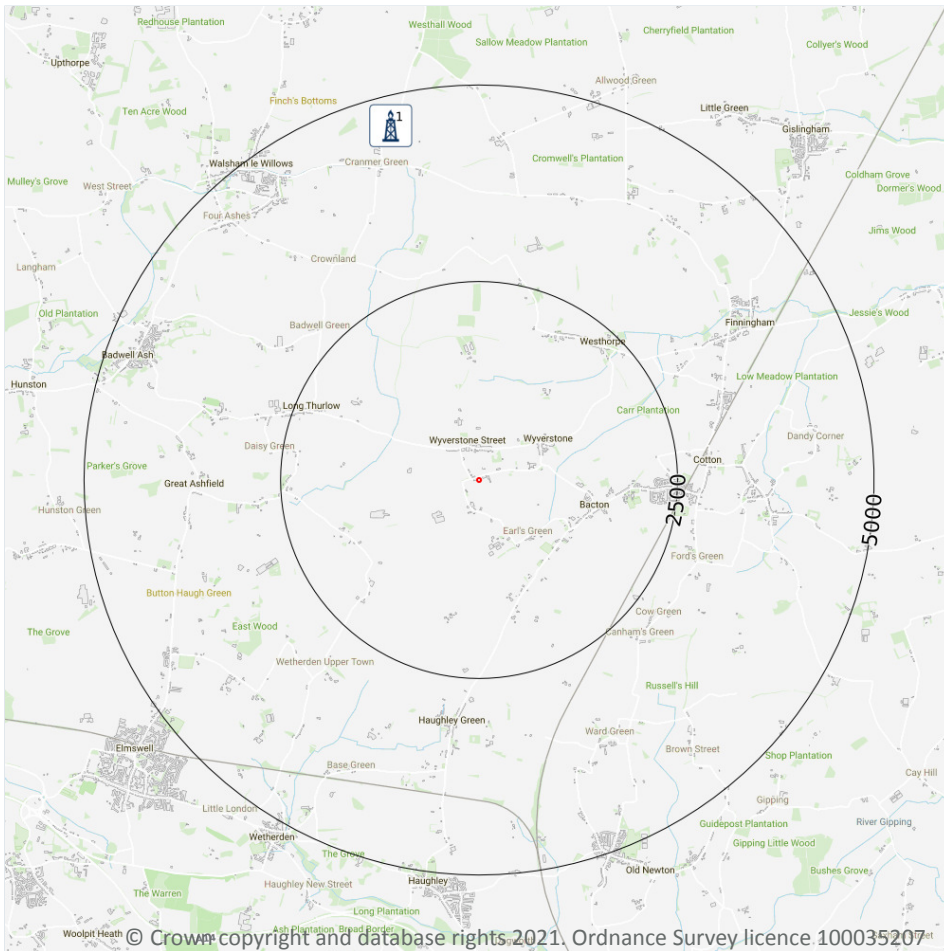 Redhouse Plantation
Westhall Wood
Cherryfield Plantation
Sallow Meadow Plantation
Collyer's Wood
Upthorpe
Allwood Green
Finch's Bottoms
Ten Acre Wood
Little Green
1
Gislingham
Walsham le Willows
Cranmer Green
Cromwell's Plantation
Mulley's Grove
West Street
Coldham Grove
Dormer's Wood
Four Ashes
Jims Wood
Crownland
Langham
Old Plantation
Badwell Green
Finningham
Jessie's Wood
Westhorpe
Badwell Ash
Hunston
Low Meadow Plantation
Long Thurlow
Carr Plantation
Daisy Green
Wyverstone Street
Wyverstone
Dandy Corner
Parker's Grove
Cotton
Great Ashfield
2500
5000
Hunston Green
Bacton
Earl's Green
Ford's Green
Button Haugh Green
Cow Green
The Grove
East Wood
Canham's Green
Wetherden Upper Town
Russell's Hill
Haughley Green
Ward Green
Elmswell
Brown Street
Shop Plantation
Base Green
Cay Hill
Little London
Gipping
Wetherden
Guidepost Plantation
River Gipping
The Grove
Gipping Little Wood
Old Newton
Bushes Grove
The Warren
Haughley New Street
Haughley
Long Plantation
Woolpit Heath
Ash Plantation
Broad Border
© Crown copyright and database rights 2021. Ordnance Survey licence 100035207